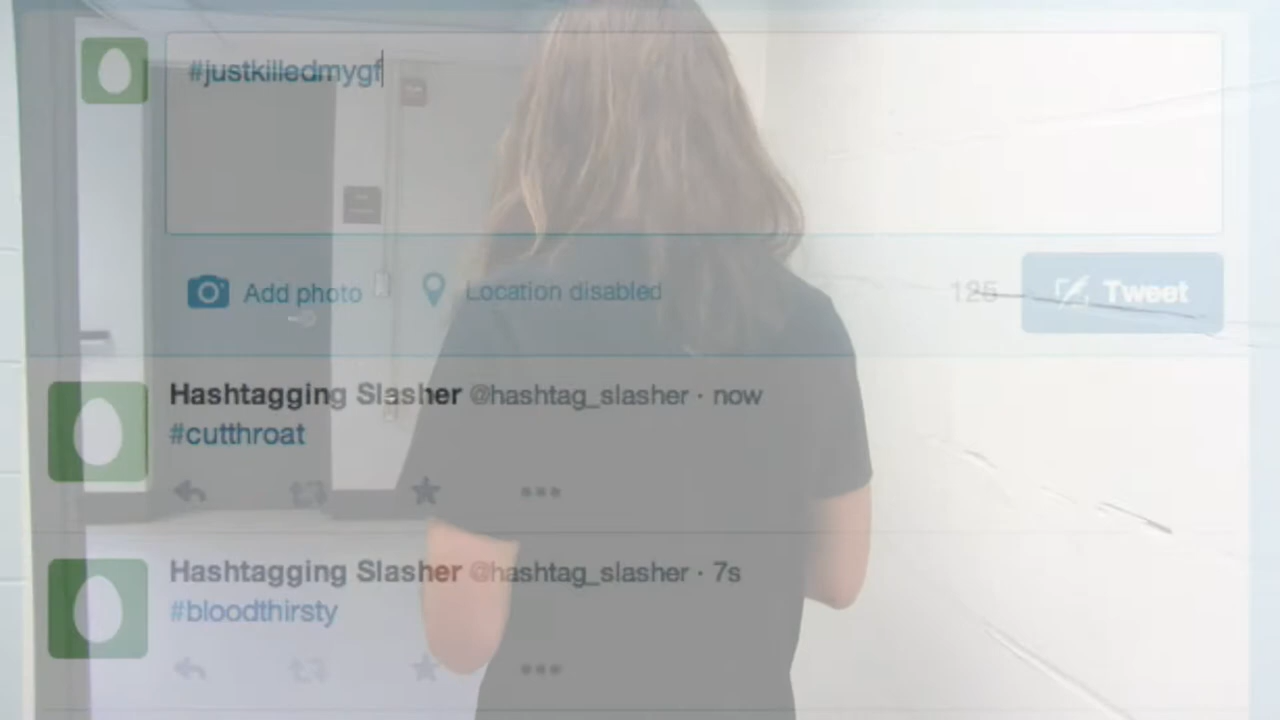 #justkilledmygf
Add photo
Location disabled
125
Tweet
Hashtagging Slasher @hashtag_slasher · now
#cutthroat
Hashtagging Slasher @hashtag_slasher · 7s
#bloodthirsty